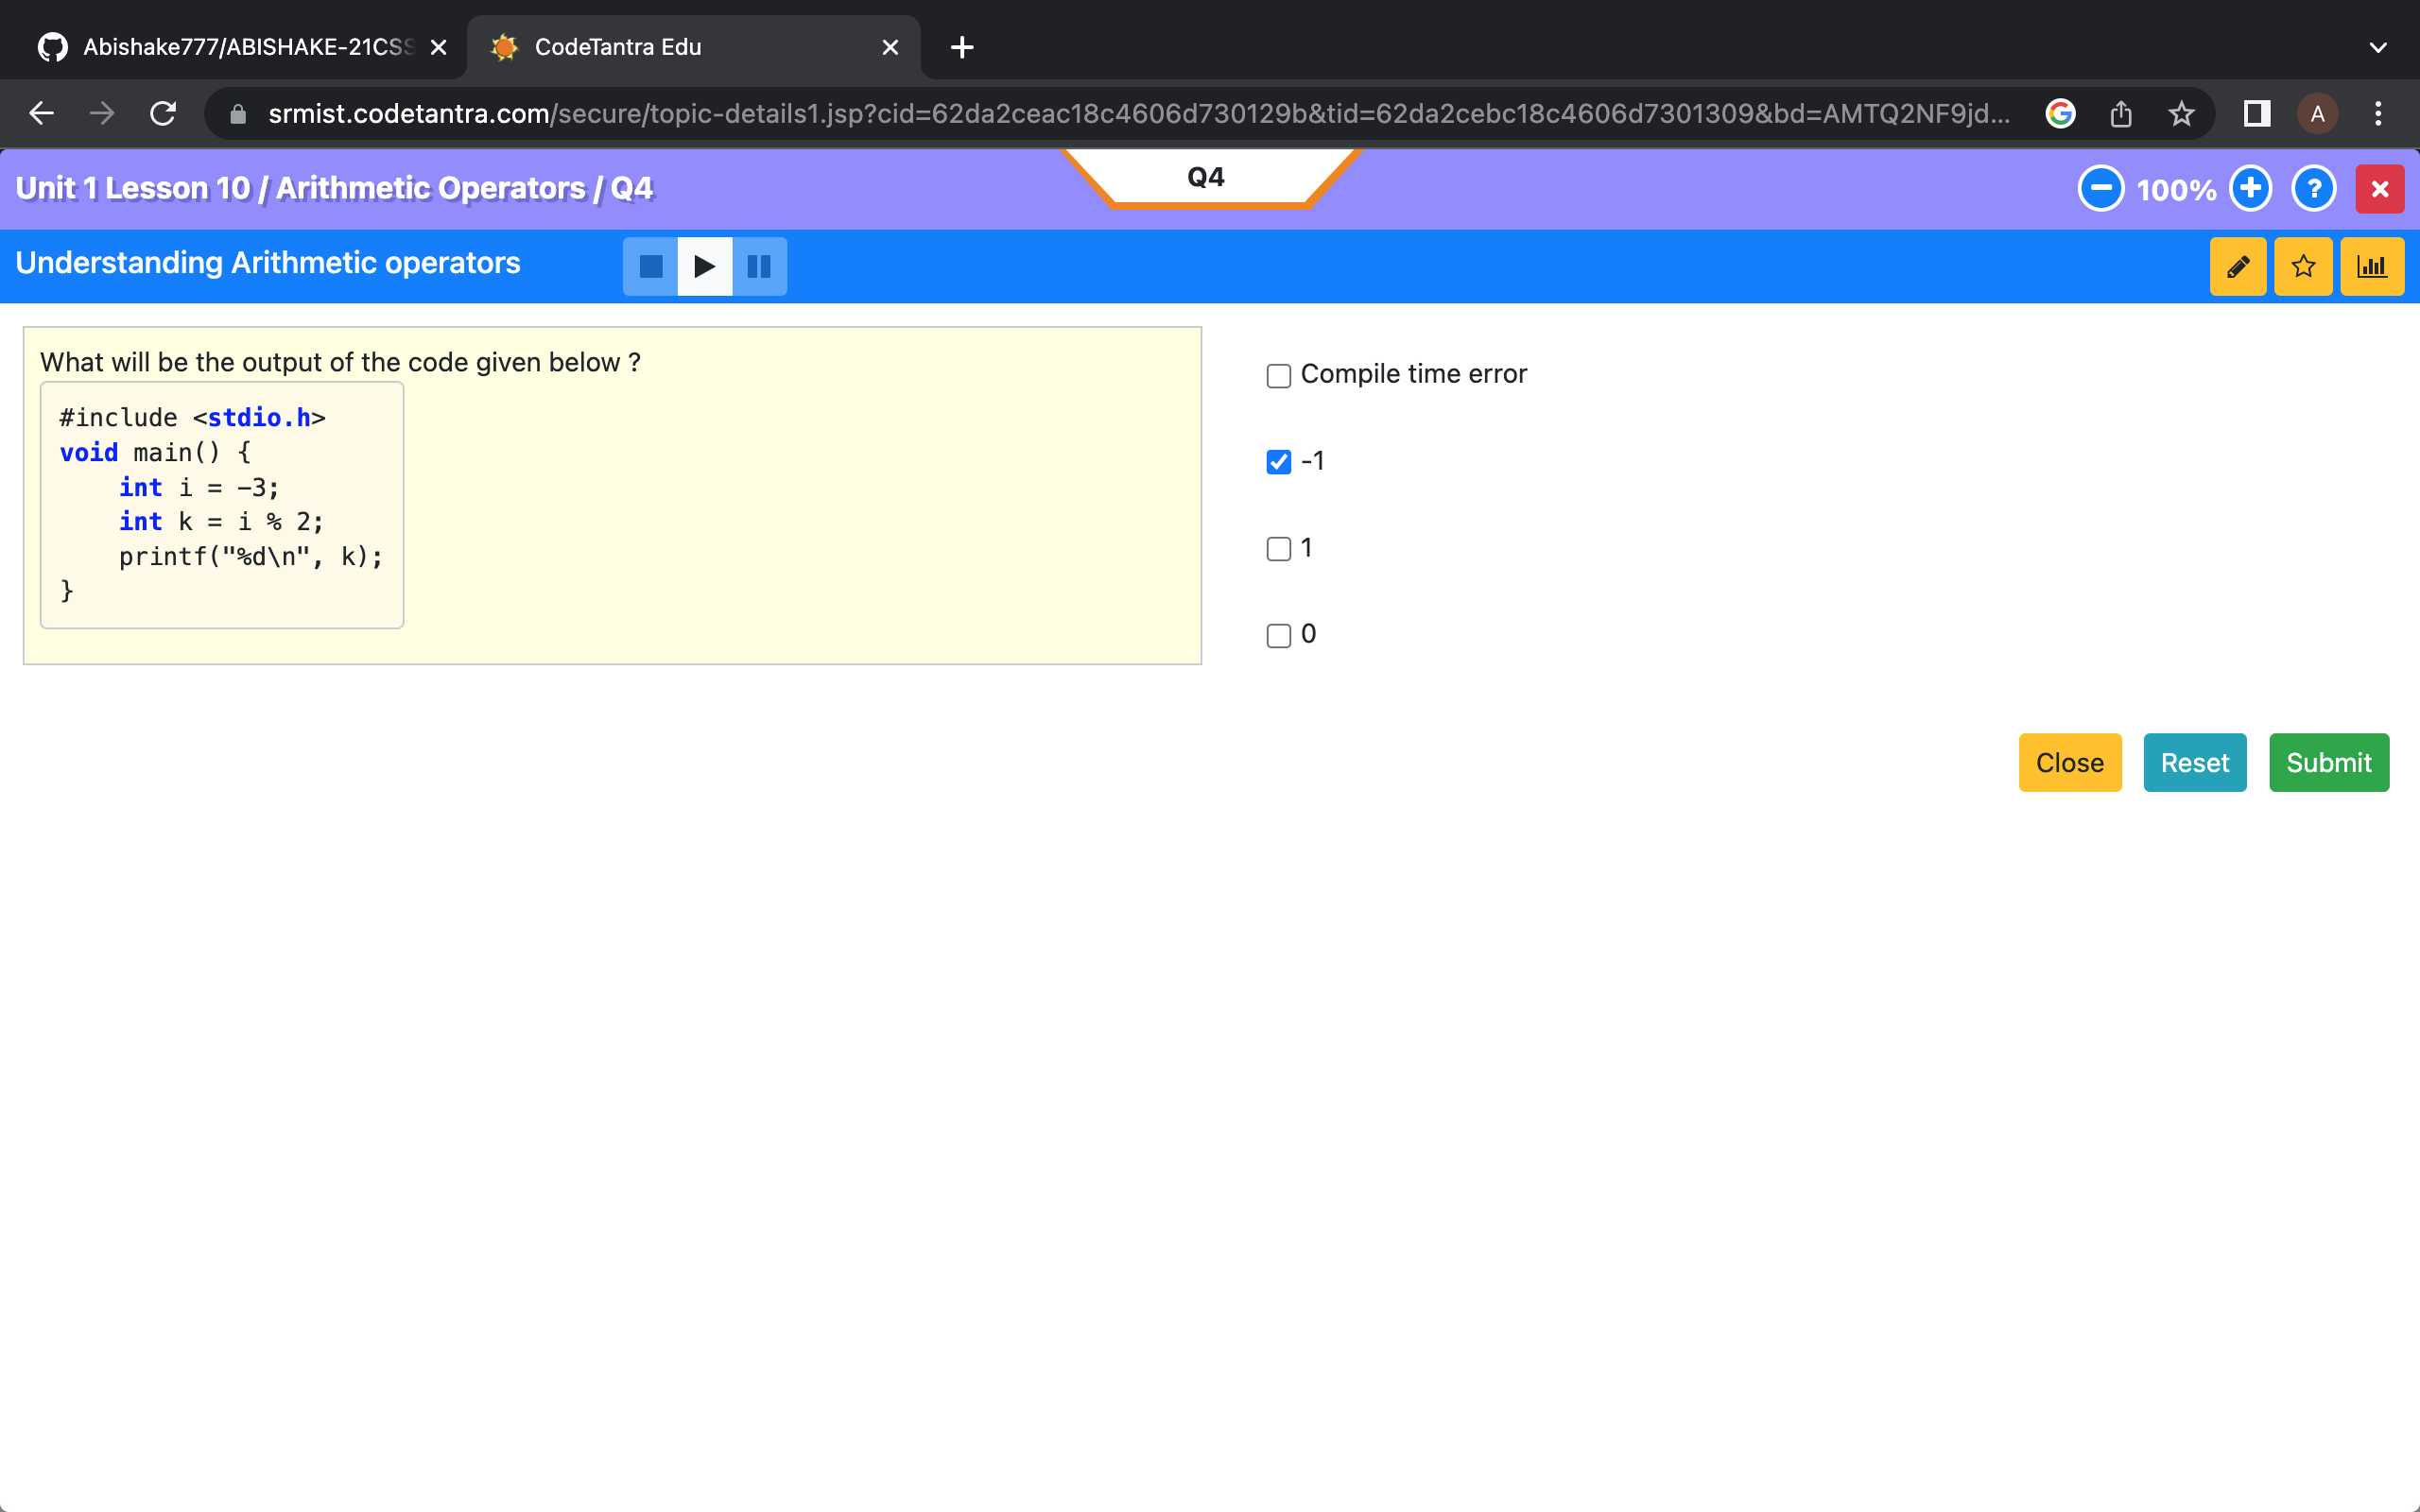 Abishake777/ABISHAKE-21CSS
CodeTantra Edu
srmist.codetantra.com/secure/topic-details1.jsp?cid=62da2ceac18c4606d730129b&tid=62da2cebc18c4606d7301309&bd=AMTQ2NF9jd...
A
Unit 1 Lesson 10 / Arithmetic Operators / Q4
Q4
100%
?
Understanding Arithmetic operators
What will be the output of the code given below ?
#include <stdio.h>
void main() {
    int i = -3;
    int k = i % 2;
    printf("%d\n", k);
}
Compile time error
-1
1
0
Close
Reset
Submit